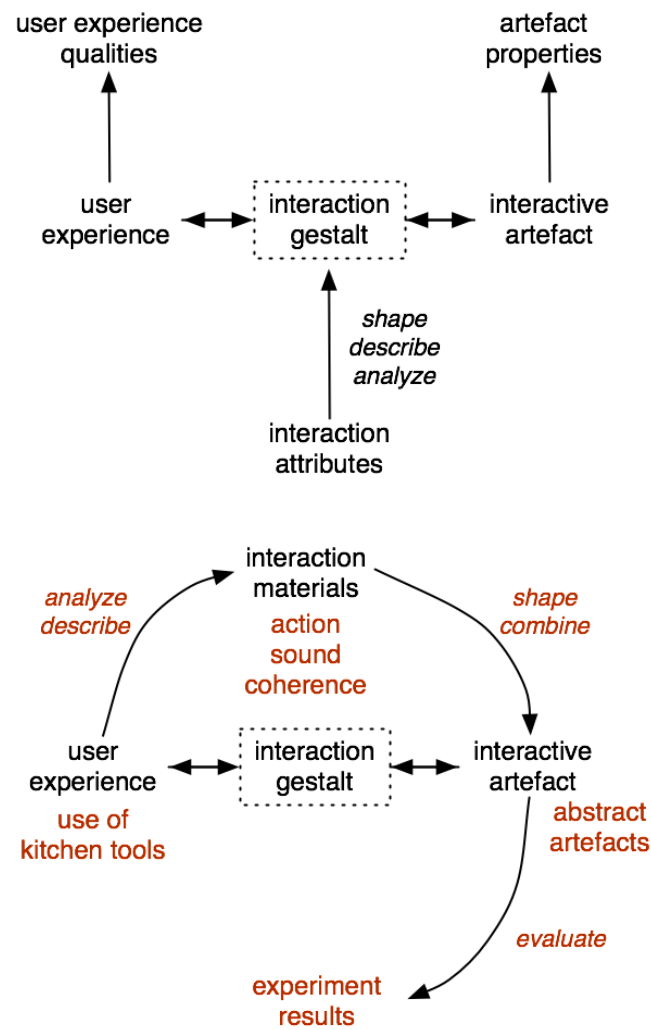 user experience
qualities
artefact
properties
user
experience
interaction
gestalt
interactive
artefact
shape
describe
analyze
interaction
attributes
interaction
materials
analyze
describe
shape
combine
action
sound
coherence
user
experience
interaction
gestalt
interactive
artefact
use of
kitchen tools
abstract
artefacts
evaluate
experiment
results